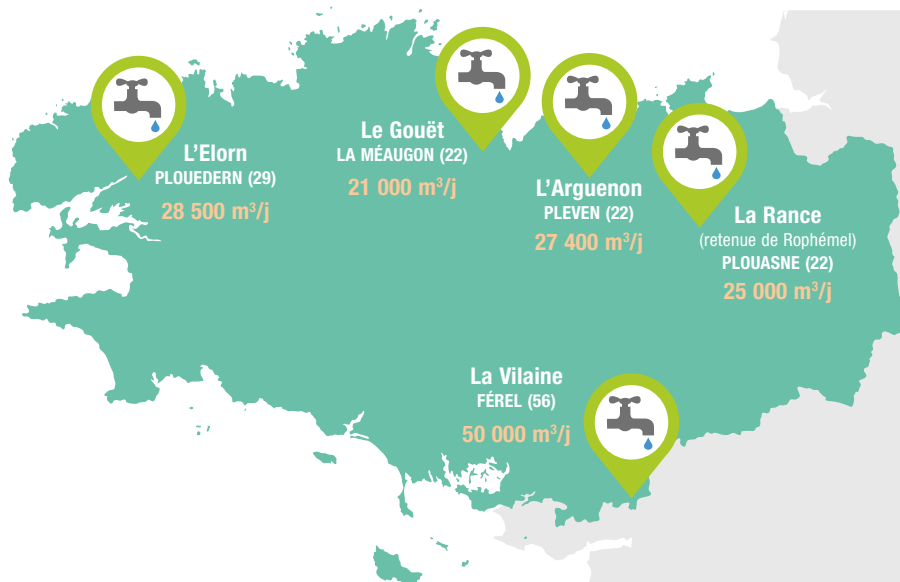 L'Elorn
PLOUEDERN (29)
28 500 m³/j
Le Gouët
LA MÉAUGON (22)
21 000 m³/j
L'Arguenon
PLEVEN (22)
27 400 m³/j
La Rance
(retenue de Rophémel)
PLOUASNE (22)
25 000 m³/j
La Vilaine
FÉREL (56)
50 000 m³/j